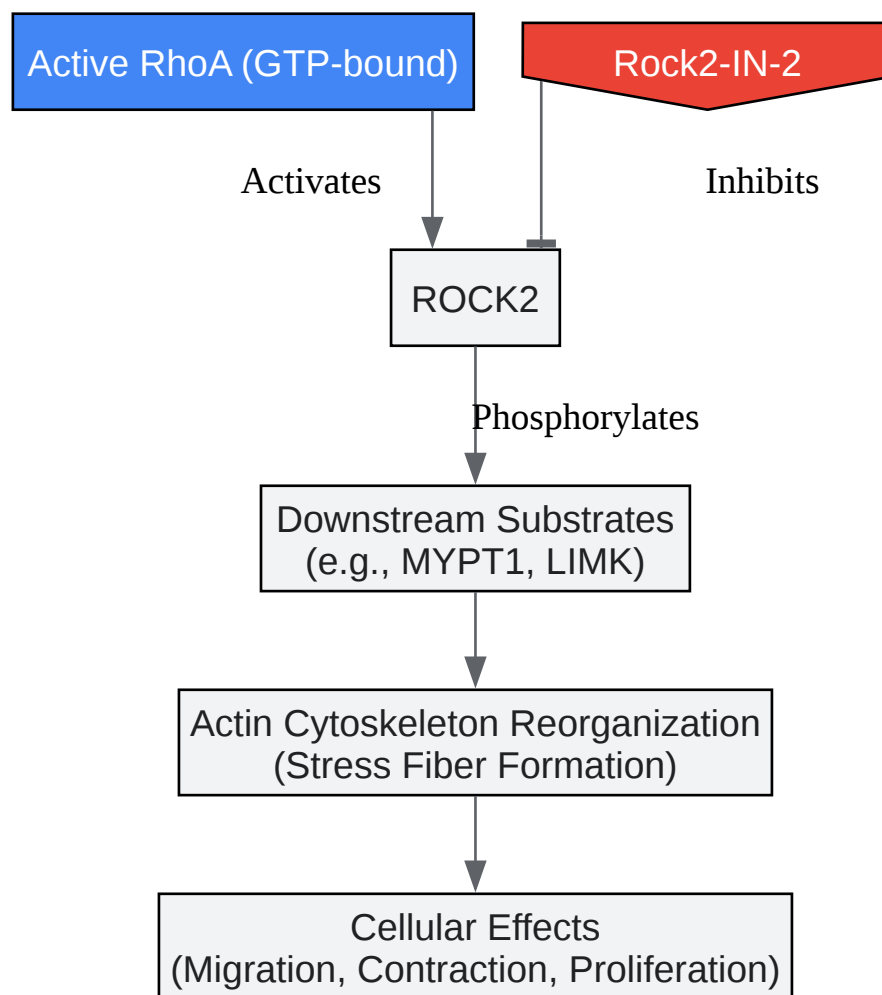 Active RhoA (GTP-bound)
Rock2-IN-2
Activates
Inhibits
ROCK2
Phosphorylates
Downstream Substrates
(e.g., MYPT1, LIMK)
Actin Cytoskeleton Reorganization
(Stress Fiber Formation)
Cellular Effects
(Migration, Contraction, Proliferation)